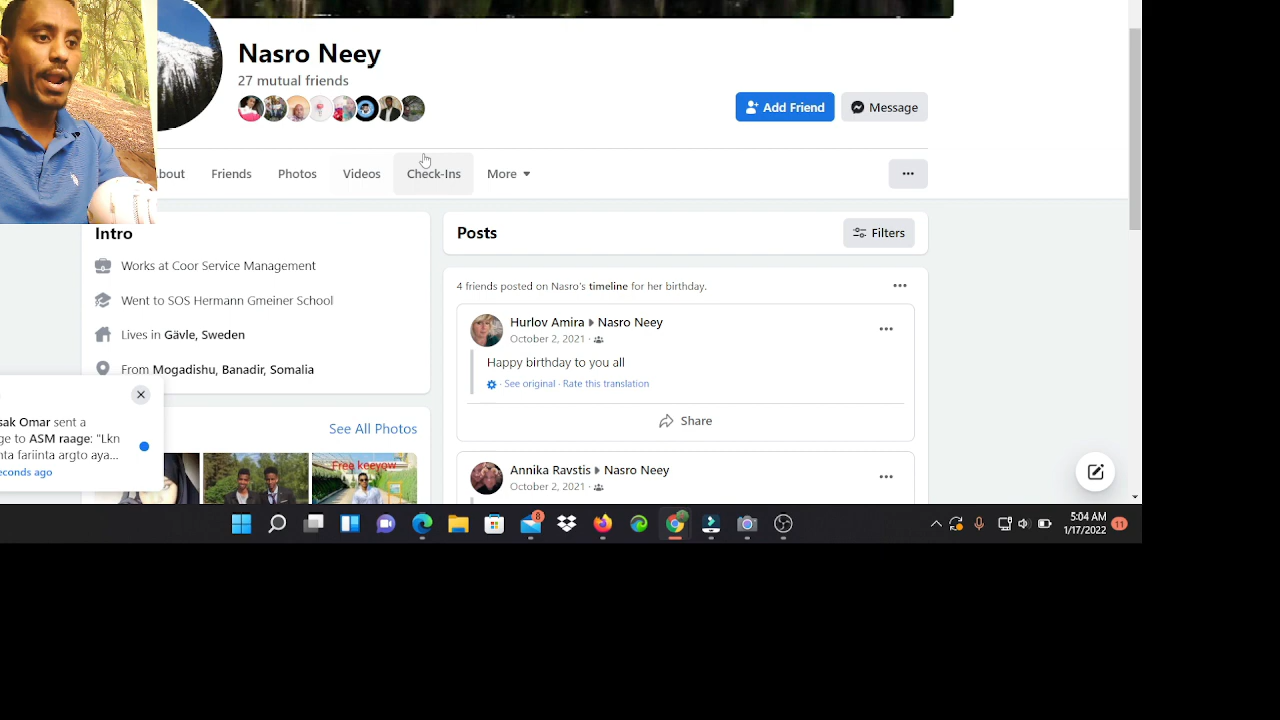 Nasro Neey
27 mutual friends
Add Friend
Message
bout
Friends
Photos
Videos
Check-Ins
More
Intro
Works at Coor Service Management
Went to SOS Hermann Gmeiner School
Lives in Gävle, Sweden
From Mogadishu, Banadir, Somalia
See All Photos
Free keeyow
Posts
Filters
4 friends posted on Nasro's timeline for her birthday.
Hurlov Amira Nasro Neey
October 2, 2021 ·
Happy birthday to you all
· See original · Rate this translation
Share
Annika Ravstis Nasro Neey
October 2, 2021 ·
sak Omar sent a
ge to ASM raage: "Lkn
nta fariinta argto aya...
econds ago
8
5:04 AM
1/17/2022
11